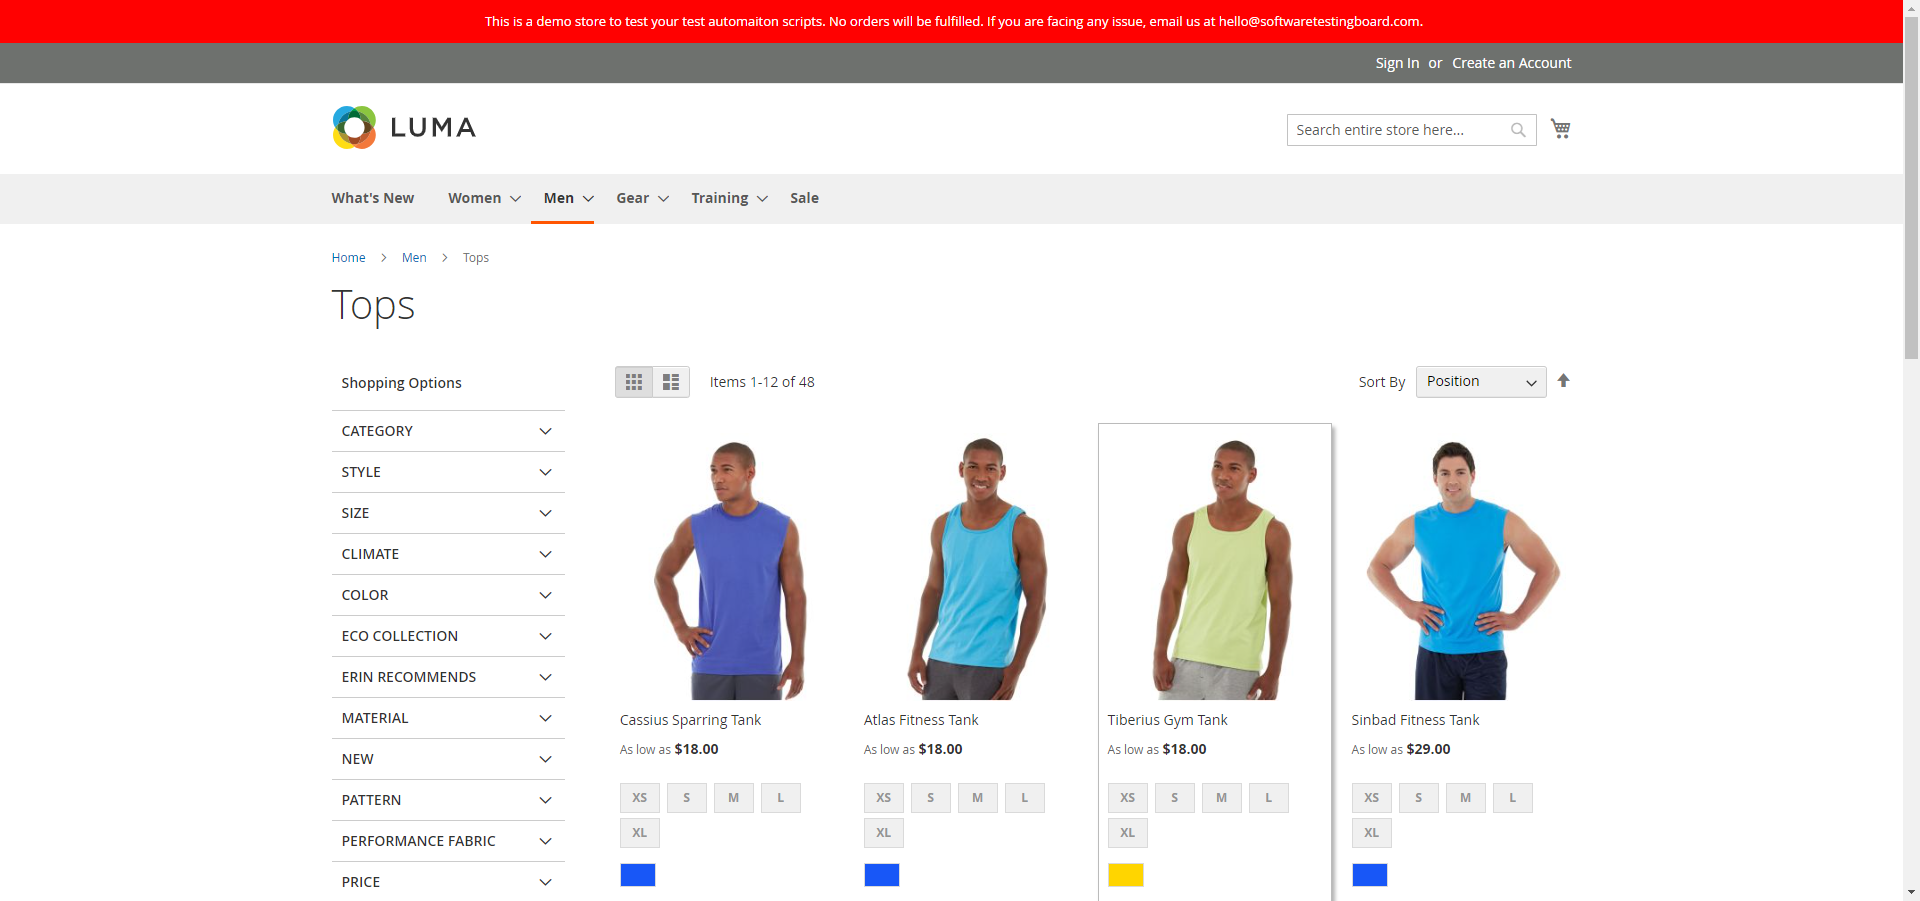 This is a demo store to test your test automaiton scripts. No orders will be fulfilled. If you are facing any issue, email us at hello@softwaretestingboard.com.
Sign In or Create an Account
LUMA
Search entire store here...
What's New Women Men Gear Training Sale
Home > Men > Tops
Tops
Shopping Options
Items 1-12 of 48
Sort By Position
CATEGORY
STYLE
SIZE
CLIMATE
COLOR
ECO COLLECTION
ERIN RECOMMENDS
MATERIAL
NEW
PATTERN
PERFORMANCE FABRIC
PRICE
Cassius Sparring Tank
As low as $18.00
XS S M L
XL
Atlas Fitness Tank
As low as $18.00
XS S M L
XL
Tiberius Gym Tank
As low as $18.00
XS S M L
XL
Sinbad Fitness Tank
As low as $29.00
XS S M L
XL